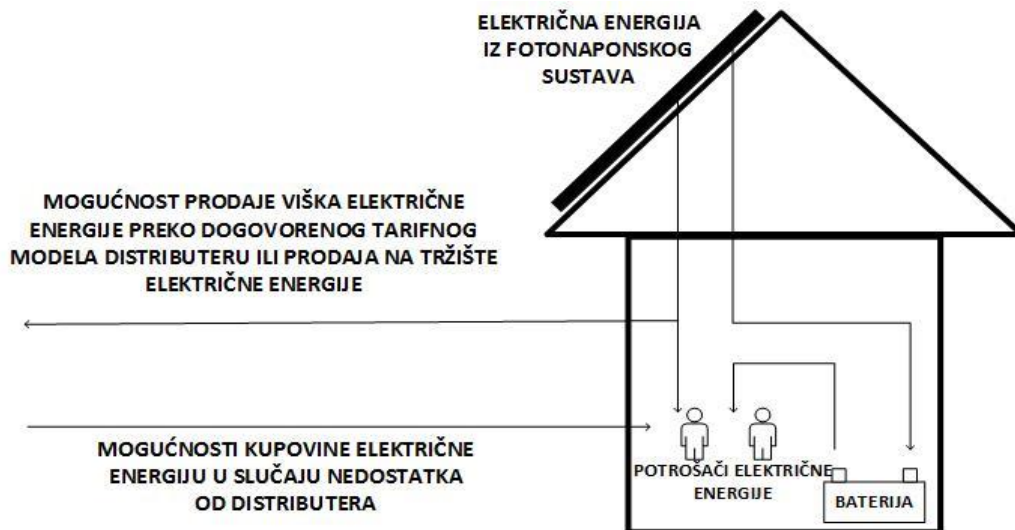 ELEKTRIČNA ENERGIJA
IZ FOTONAPONSKOG
SUSTAVA
MOGUĆNOST PRODAJE VIŠKA ELEKTRIČNE
ENERGIJE PREKO DOGOVORENOG TARIFNOG
MODELA DISTRIBUTERU ILI PRODAJA NA TRŽIŠTE
ELEKTRIČNE ENERGIJE
MOGUĆNOSTI KUPOVINE ELEKTRIČNE
ENERGIJU U SLUČAJU NEDOSTATKA
OD DISTRIBUTERA
POTROŠAČI ELEKTRIČNE
ENERGIJE
BATERIJA